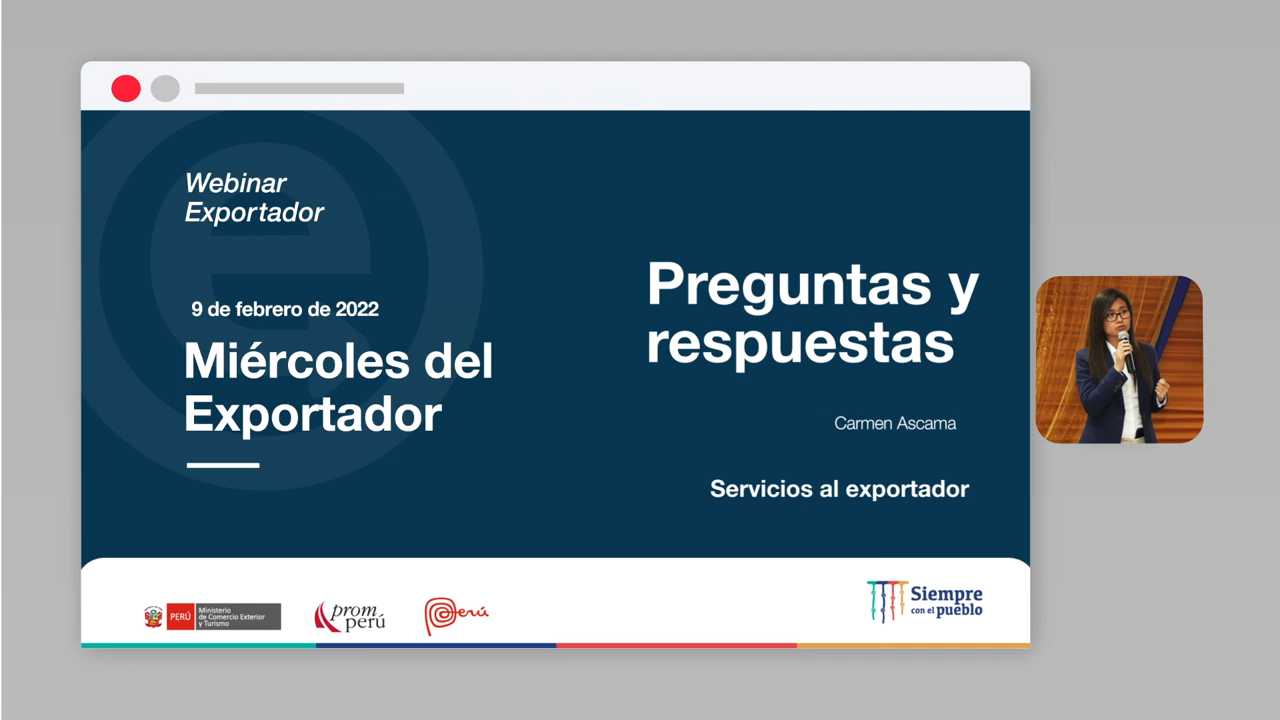 Webinar
Exportador
9 de febrero de 2022
Miércoles del
Exportador
Preguntas y
respuestas
Carmen Ascama
Servicios al exportador
PERÚ
Ministerio
de Comercio Exterior
y Turismo
prom
perú
Perú
Siempre
con el pueblo